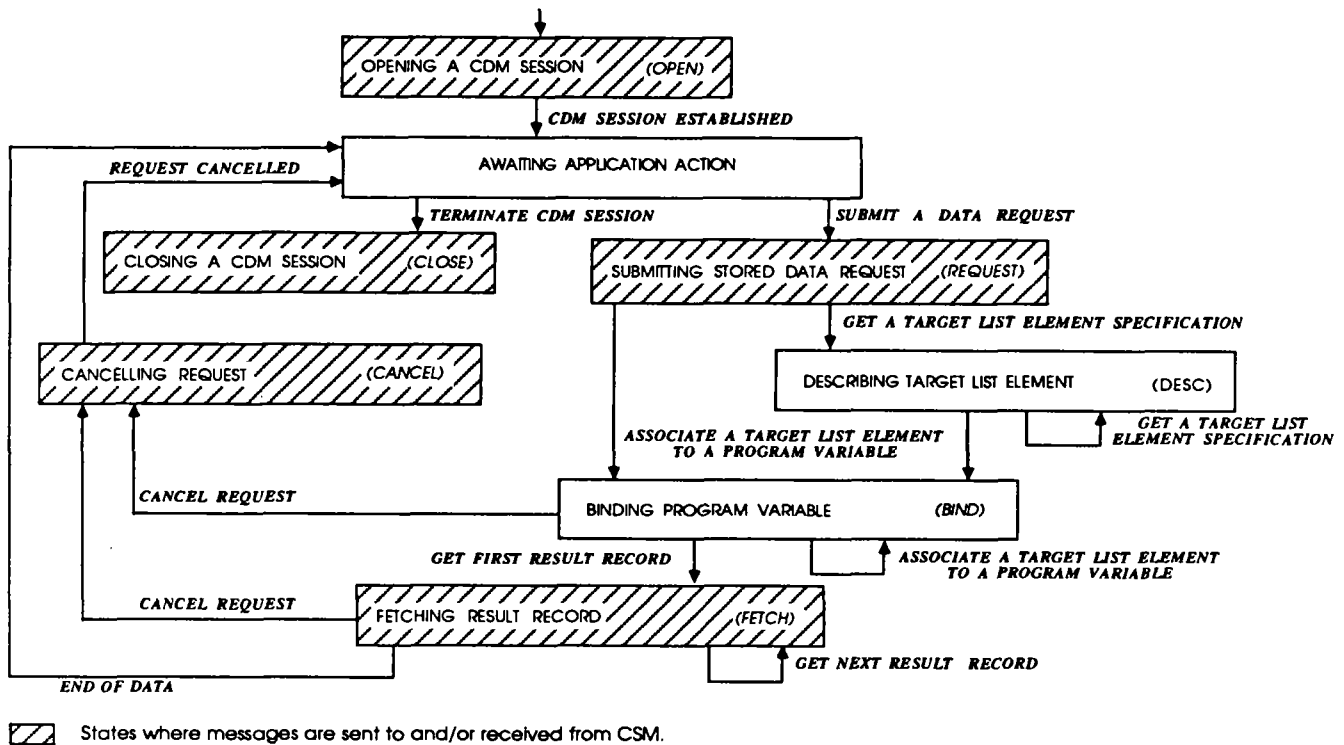 OPENING A CDM SESSION (OPEN)
CDM SESSION ESTABLISHED
AWAITING APPLICATION ACTION
REQUEST CANCELLED
TERMINATE CDM SESSION
SUBMIT A DATA REQUEST
CLOSING A CDM SESSION (CLOSE)
SUBMITTING STORED DATA REQUEST (REQUEST)
GET A TARGET LIST ELEMENT SPECIFICATION
CANCELLING REQUEST (CANCEL)
DESCRIBING TARGET LIST ELEMENT (DESC)
GET A TARGET LIST
ELEMENT SPECIFICATION
ASSOCIATE A TARGET LIST ELEMENT
TO A PROGRAM VARIABLE
CANCEL REQUEST
BINDING PROGRAM VARIABLE (BIND)
GET FIRST RESULT RECORD
ASSOCIATE A TARGET LIST ELEMENT
TO A PROGRAM VARIABLE
CANCEL REQUEST
FETCHING RESULT RECORD (FETCH)
GET NEXT RESULT RECORD
END OF DATA
States where messages are sent to and/or received from CSM.